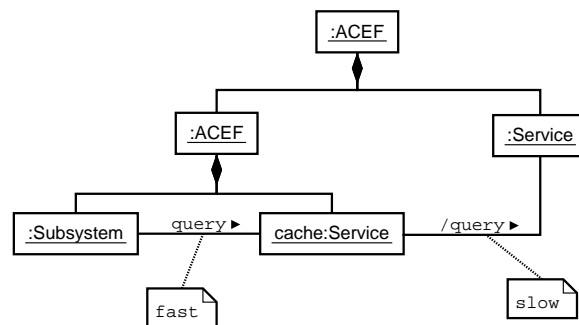 :ACEF
:ACEF
:Service
:Subsystem
query ►
cache:Service
/query ►
fast
slow